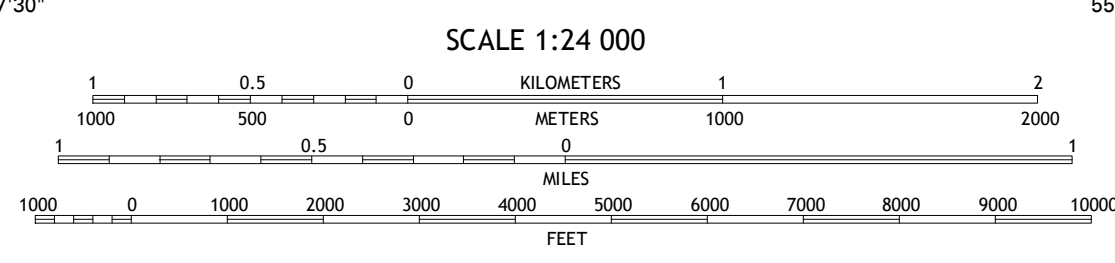 7'30" 55
SCALE 1:24 000
1 0.5 0 KILOMETERS 1 2
1000 500 0 METERS 1000 2000
1 0.5 0 1
MILES
1000 0 1000 2000 3000 4000 5000 6000 7000 8000 9000 10000
FEET